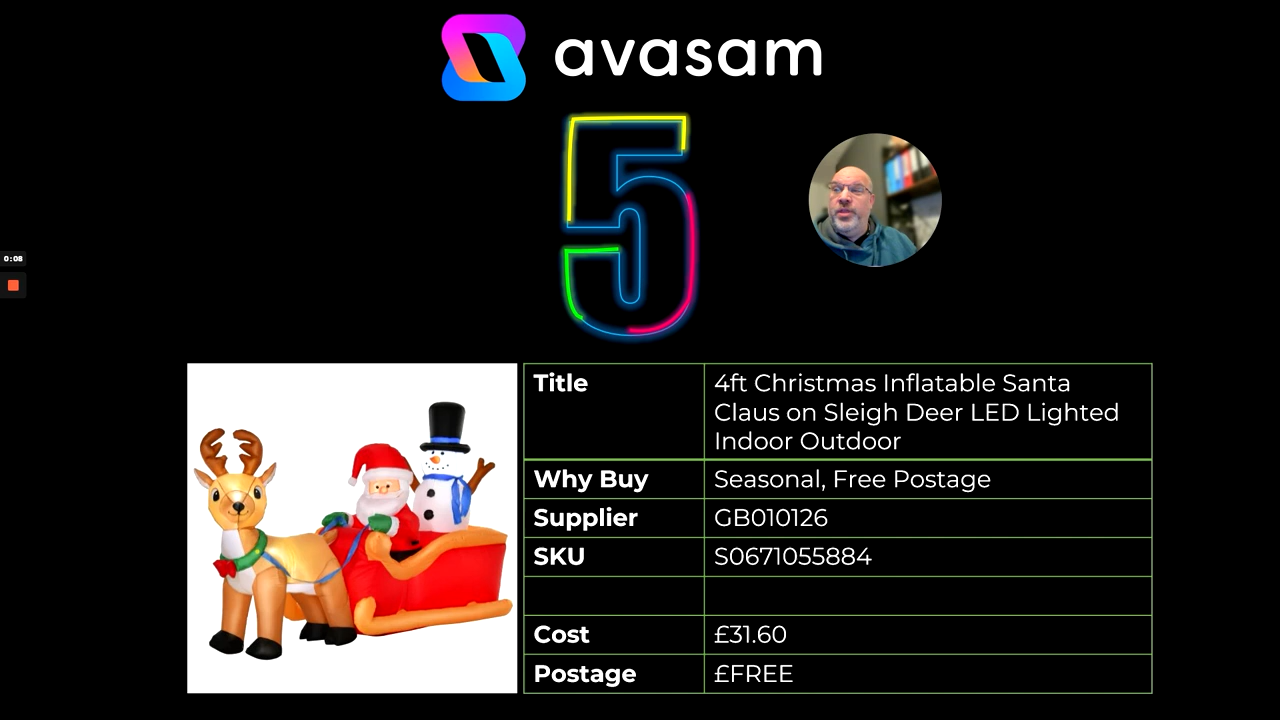 avasam
5
0:08
Title
4ft Christmas Inflatable Santa
Claus on Sleigh Deer LED Lighted
Indoor Outdoor
Why Buy
Seasonal, Free Postage
Supplier
GB010126
SKU
S0671055884
Cost
£31.60
Postage
£FREE